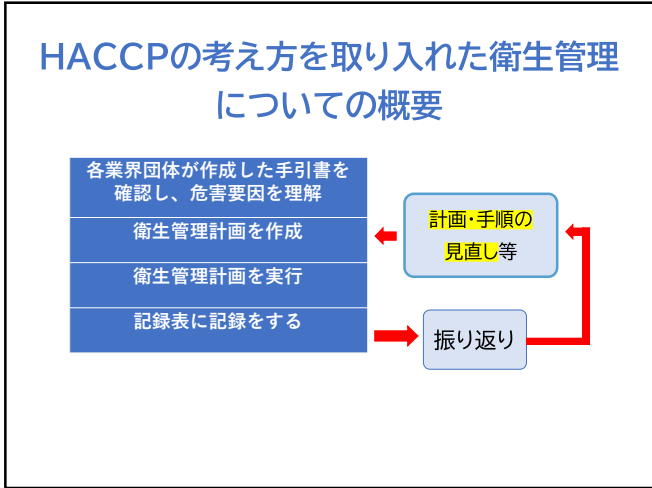 HACCPの考え方を取り入れた衛生管理
についての概要
各業界団体が作成した手引書を
確認し、危害要因を理解
衛生管理計画を作成
衛生管理計画を実行
記録表に記録をする
計画・手順の
見直し等
振り返り